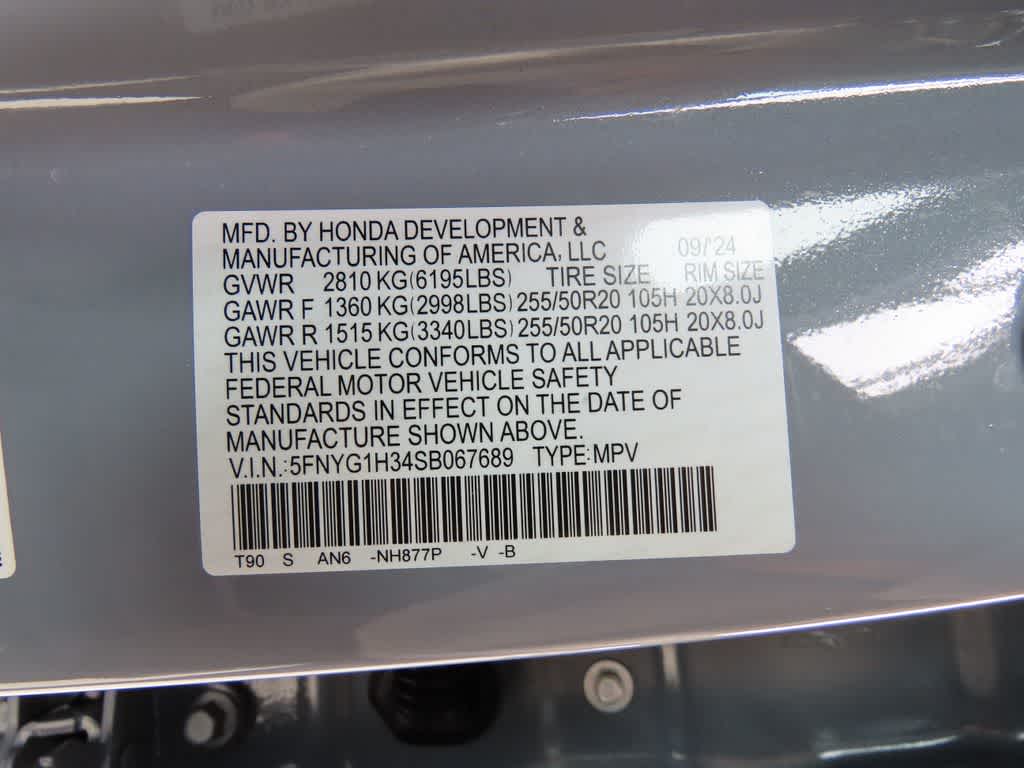 MFD. BY HONDA DEVELOPMENT &
MANUFACTURING OF AMERICA, LLC 09/'24
GVWR 2810 KG(6195LBS) TIRE SIZE RIM SIZE
GAWR F 1360 KG(2998LBS) 255/50R20 105H 20X8.0J
GAWR R 1515 KG(3340LBS) 255/50R20 105H 20X8.0J
THIS VEHICLE CONFORMS TO ALL APPLICABLE
FEDERAL MOTOR VEHICLE SAFETY
STANDARDS IN EFFECT ON THE DATE OF
MANUFACTURE SHOWN ABOVE.
V.I.N.:5FNYG1H34SB067689 TYPE:MPV
T90 S AN6 -NH877P -V -B